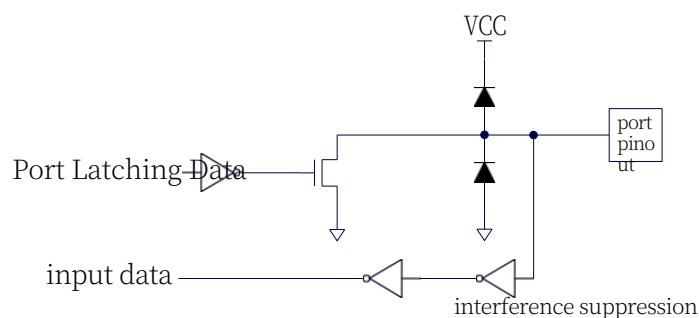 VCC
port
pino
ut
Port Latching Data
input data
interference suppression